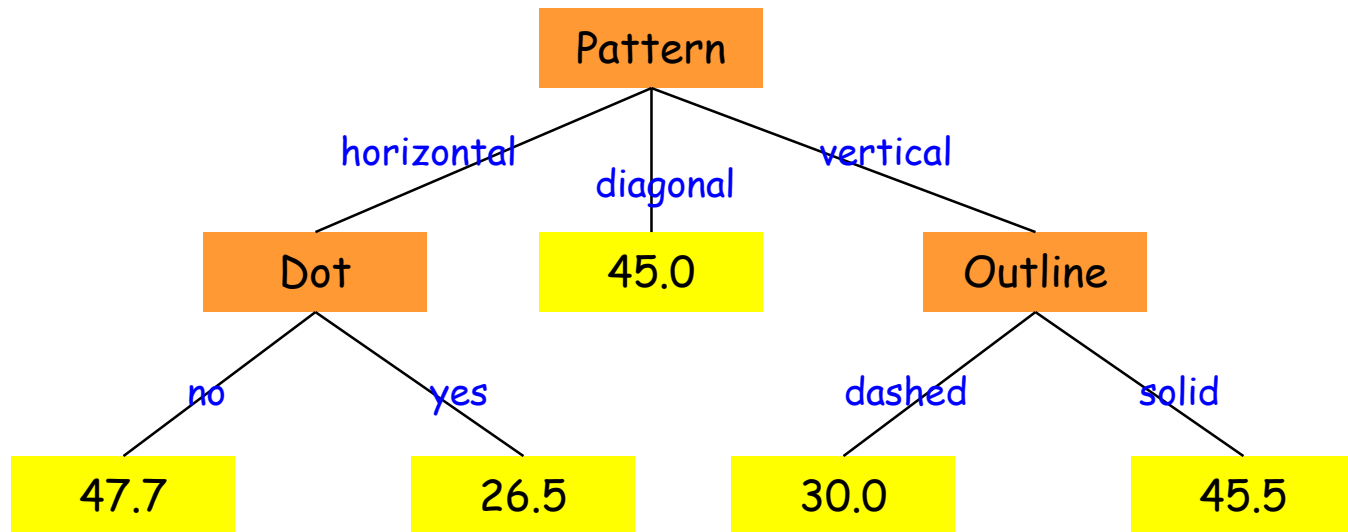 Pattern
horizontal
vertical
diagonal
Dot
45.0
Outline
no
yes
dashed
solid
47.7
26.5
30.0
45.5